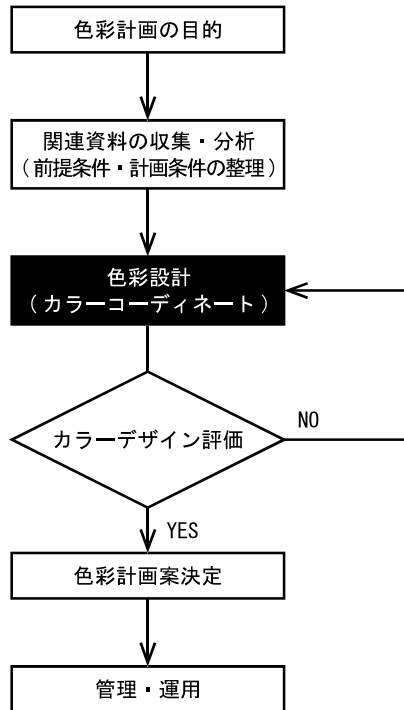 色彩計画の目的
関連資料の収集・分析
(前提条件・計画条件の整理)
色彩設計
(カラーコーディネート)
カラーデザイン評価
NO
YES
色彩計画案決定
管理・運用